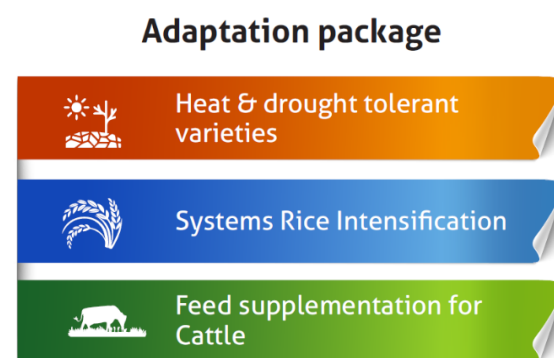 Adaptation package
Heat & drought tolerant
varieties
Systems Rice Intensification
Feed supplementation for
Cattle